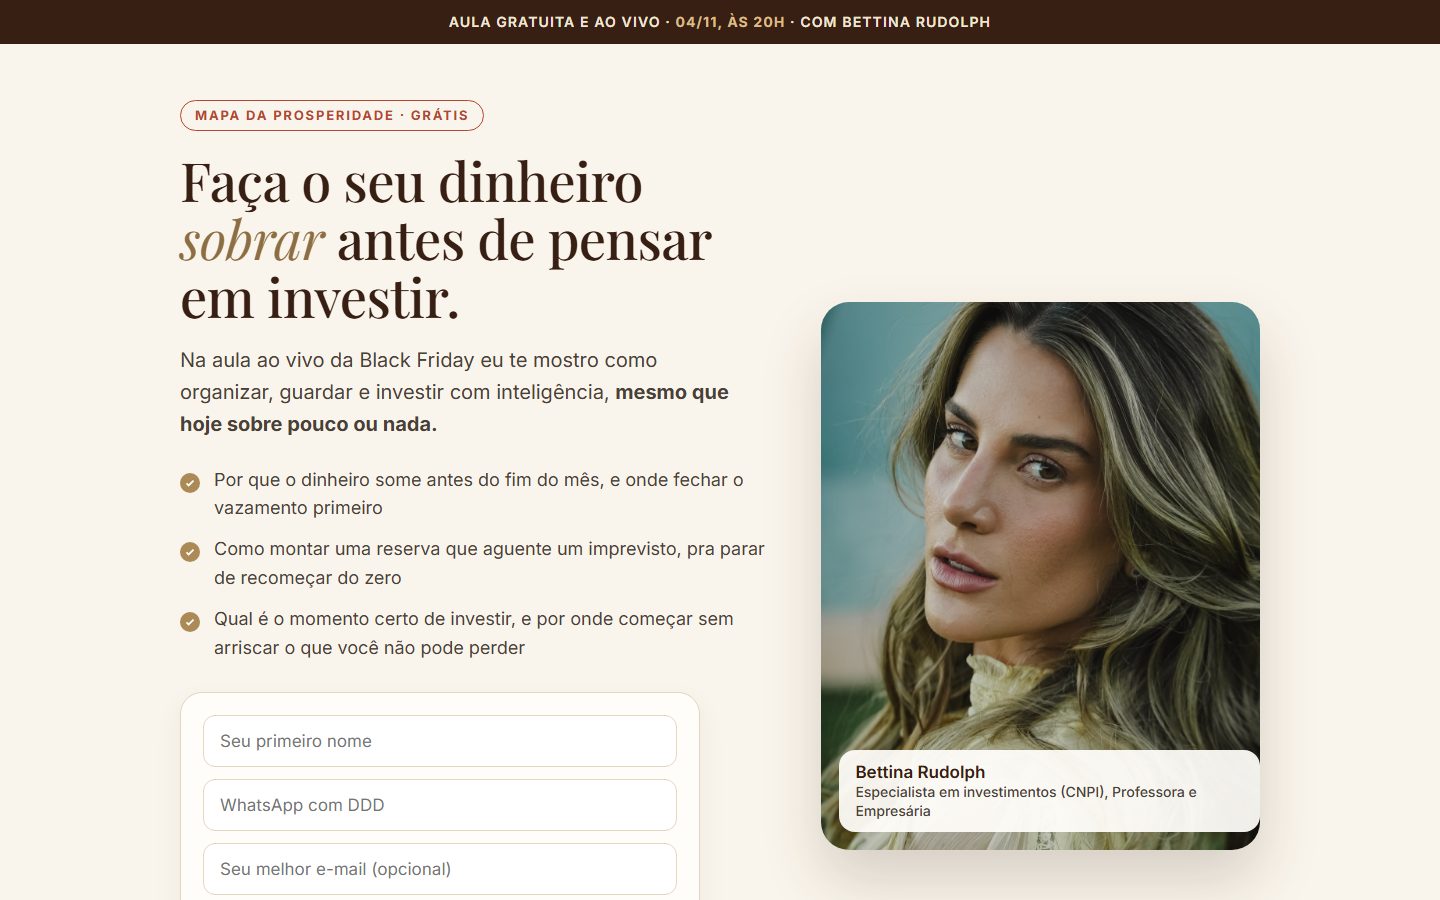 AULA GRATUITA E AO VIVO · 04/11, ÀS 20H · COM BETTINA RUDOLPH
MAPA DA PROSPERIDADE · GRÁTIS
Faça o seu dinheiro
sobrar antes de pensar
em investir.
Na aula ao vivo da Black Friday eu te mostro como
organizar, guardar e investir com inteligência, mesmo que
hoje sobre pouco ou nada.
Por que o dinheiro some antes do fim do mês, e onde fechar o
vazamento primeiro
Como montar uma reserva que aguente um imprevisto, pra parar
de recomeçar do zero
Qual é o momento certo de investir, e por onde começar sem
arriscar o que você não pode perder
Seu primeiro nome
WhatsApp com DDD
Seu melhor e-mail (opcional)
Bettina Rudolph
Especialista em investimentos (CNPI), Professora e
Empresária